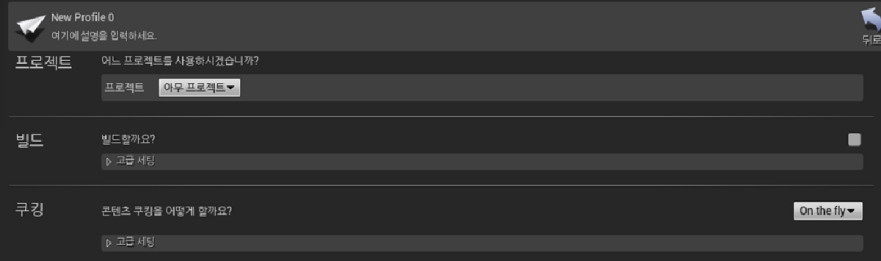 New Profile 0
여기에 설명을 입력하세요.
뒤로
프로젝트
어느 프로젝트를 사용하시겠습니까?
프로젝트
아무 프로젝트
빌드
빌드할까요?
고급 세팅
쿠킹
콘텐츠 쿠킹을 어떻게 할까요?
On the fly
고급 세팅